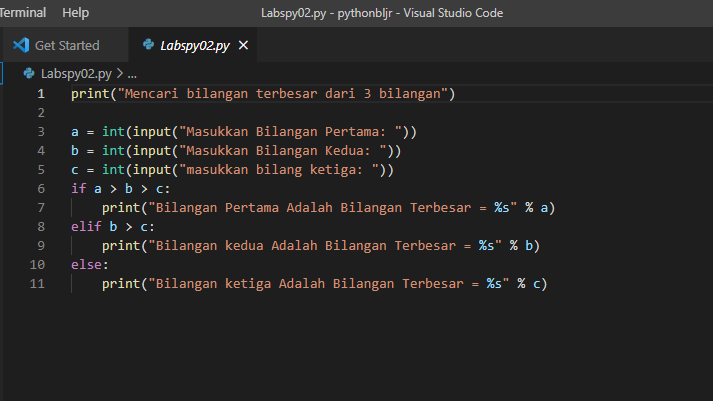 Terminal Help Labspy02.py - pythonbljr - Visual Studio Code
Get Started Labspy02.py
Labspy02.py > ...
1 print("Mencari bilangan terbesar dari 3 bilangan")
2
3 a = int(input("Masukkan Bilangan Pertama: "))
4 b = int(input("Masukkan Bilangan Kedua: "))
5 c = int(input("masukkan bilang ketiga: "))
6 if a > b > c:
7 print("Bilangan Pertama Adalah Bilangan Terbesar = %s" % a)
8 elif b > c:
9 print("Bilangan kedua Adalah Bilangan Terbesar = %s" % b)
10 else:
11 print("Bilangan ketiga Adalah Bilangan Terbesar = %s" % c)